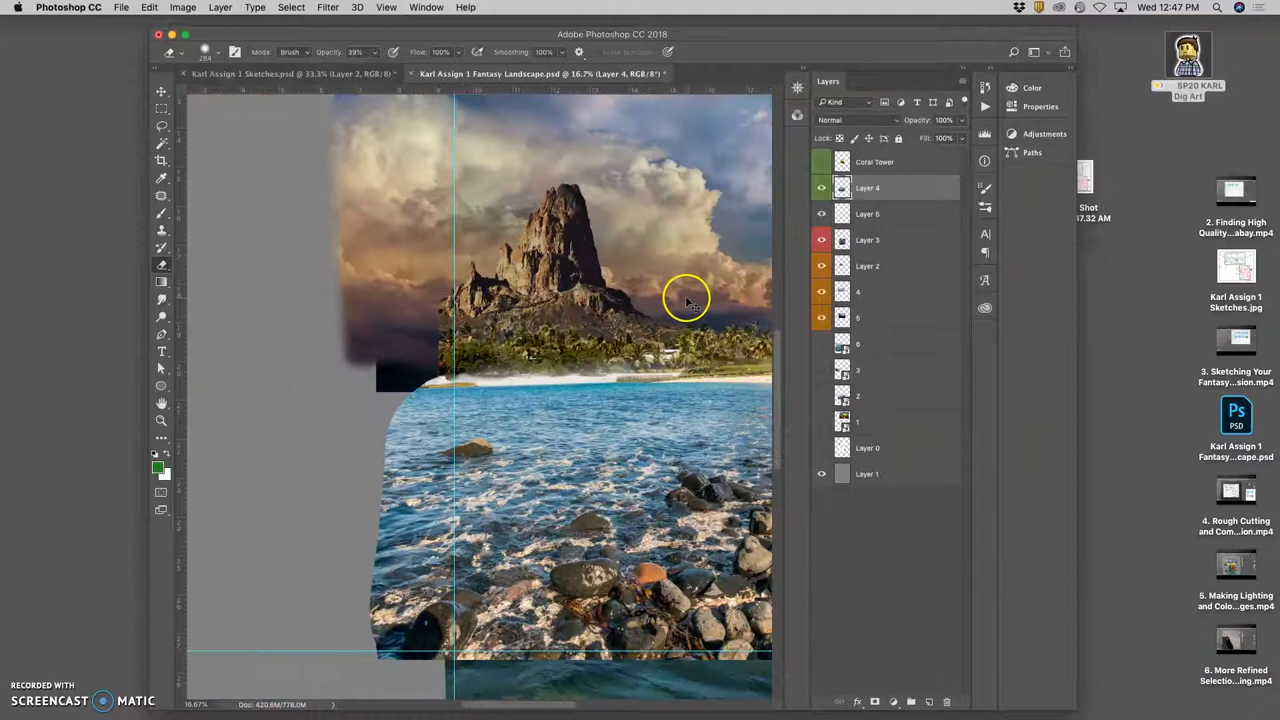 Photoshop CC File Edit Image Layer Type Select Filter 3D View Window Help Wed 12:47 PM
Adobe Photoshop CC 2018
284 Mode: Brush Opacity: 39% Flow: 100% Smoothing: 100%
Karl Assign 1 Sketches.psd @ 33.3% (Layer 2, RGB/8) * Karl Assign 1 Fantasy Landscape.psd @ 16.7% (Layer 4, RGB/8*) *
Layers
Kind
Normal Opacity: 100%
Lock: Fill: 100%
Coral Tower
Layer 4
Layer 5
Layer 3
Layer 2
4
5
6
3
2
1
Layer 0
Layer 1
Color
Properties
Adjustments
Paths
SP20 KARL
Dig Art
Shot
17.32 AM
2. Finding High
Quality...abay.mp4
Karl Assign 1
Sketches.jpg
3. Sketching Your
Fantasy...sion.mp4
Karl Assign 1
Fantasy...cape.psd
4. Rough Cutting
and Com...ion.mp4
5. Making Lighting
and Colo...ges.mp4
6. More Refined
Selectio...ing.mp4
16.67% Doc: 420.6M/778.0M
RECORDED WITH
SCREENCAST MATIC